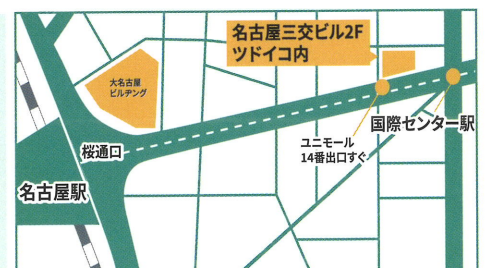 名古屋三交ビル2F
ツドイコ内
大名古屋
ビルヂング
国際センター駅
ユニモール
14番出口すぐ
桜通口
名古屋駅